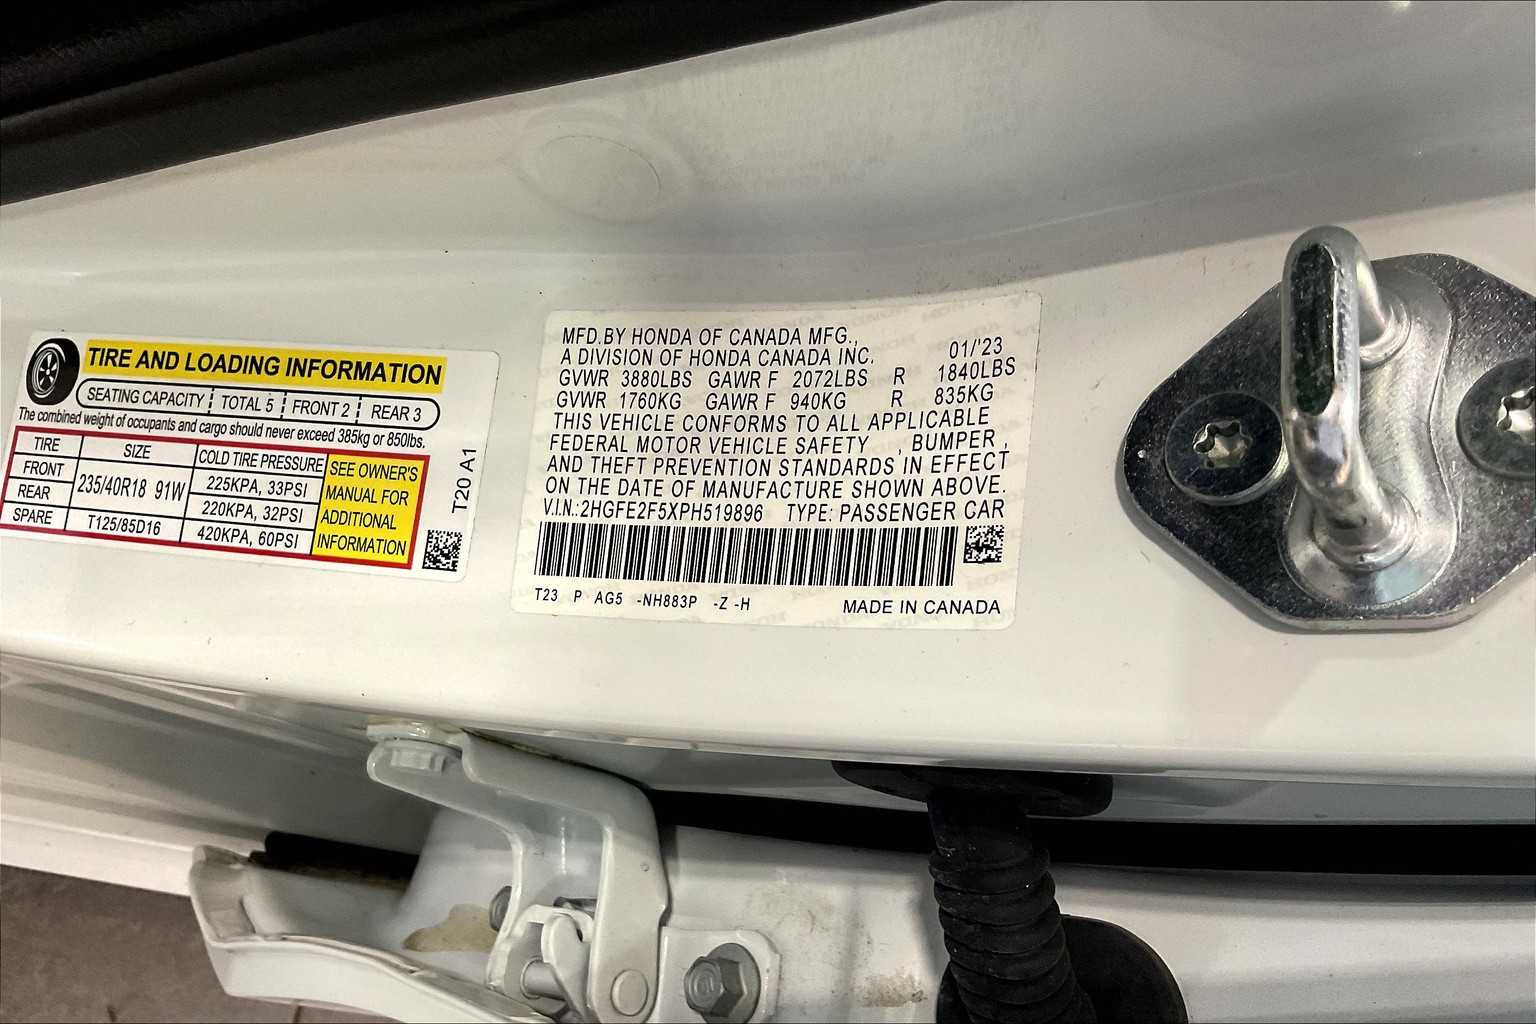 TIRE AND LOADING INFORMATION
SEATING CAPACITY TOTAL 5 FRONT 2 REAR 3
The combined weight of occupants and cargo should never exceed 385kg or 850lbs.
TIRE SIZE COLD TIRE PRESSURE
FRONT 235/40R18 91W 225KPA, 33PSI
REAR 220KPA, 32PSI
SPARE T125/85D16 420KPA, 60PSI
SEE OWNER'S
MANUAL FOR
ADDITIONAL
INFORMATION
T20 A1
MFD.BY HONDA OF CANADA MFG.,
A DIVISION OF HONDA CANADA INC. 01/'23
GVWR 3880LBS GAWR F 2072LBS R 1840LBS
GVWR 1760KG GAWR F 940KG R 835KG
THIS VEHICLE CONFORMS TO ALL APPLICABLE
FEDERAL MOTOR VEHICLE SAFETY , BUMPER ,
AND THEFT PREVENTION STANDARDS IN EFFECT
ON THE DATE OF MANUFACTURE SHOWN ABOVE.
V.I.N.:2HGFE2F5XPH519896 TYPE: PASSENGER CAR
T23 P AG5 -NH883P -Z -H MADE IN CANADA